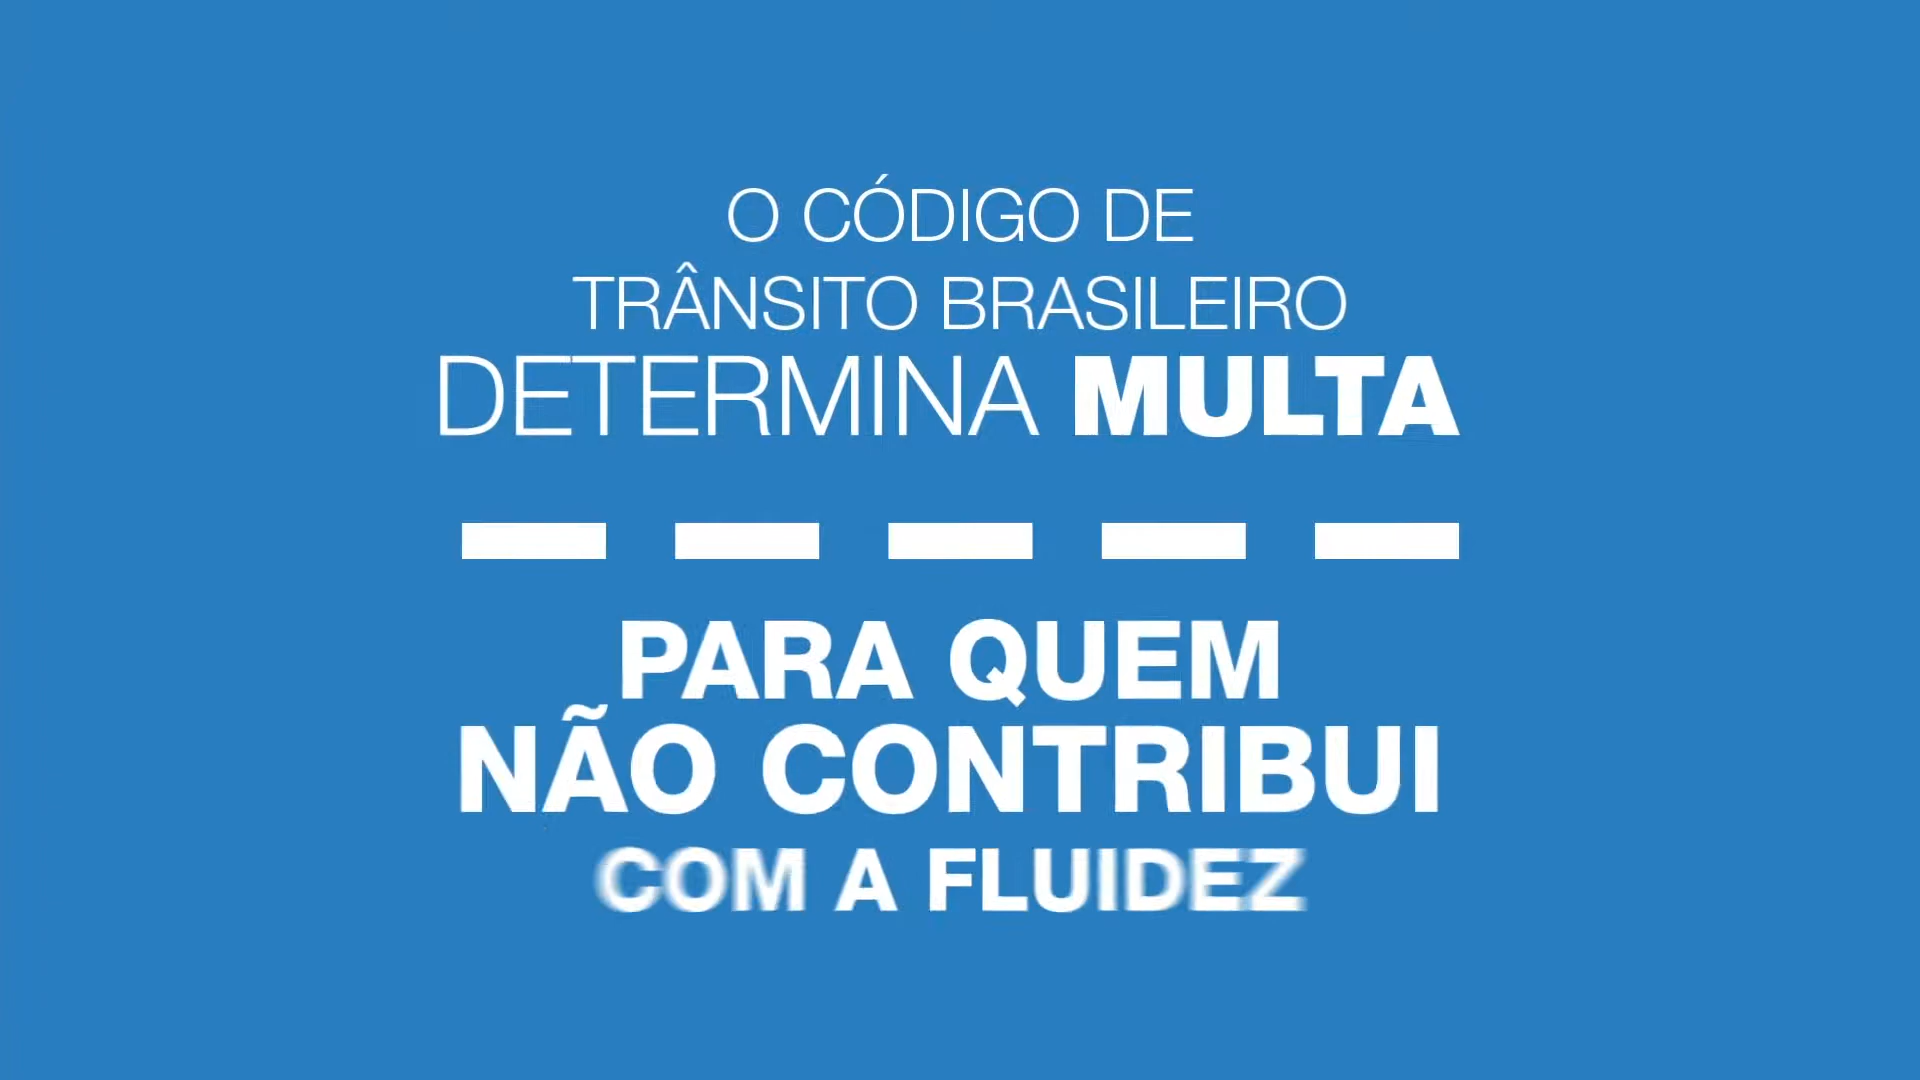 O CÓDIGO DE
TRÂNSITO BRASILEIRO
DETERMINA MULTA
PARA QUEM
NÃO CONTRIBUI
COM A FLUIDEZ